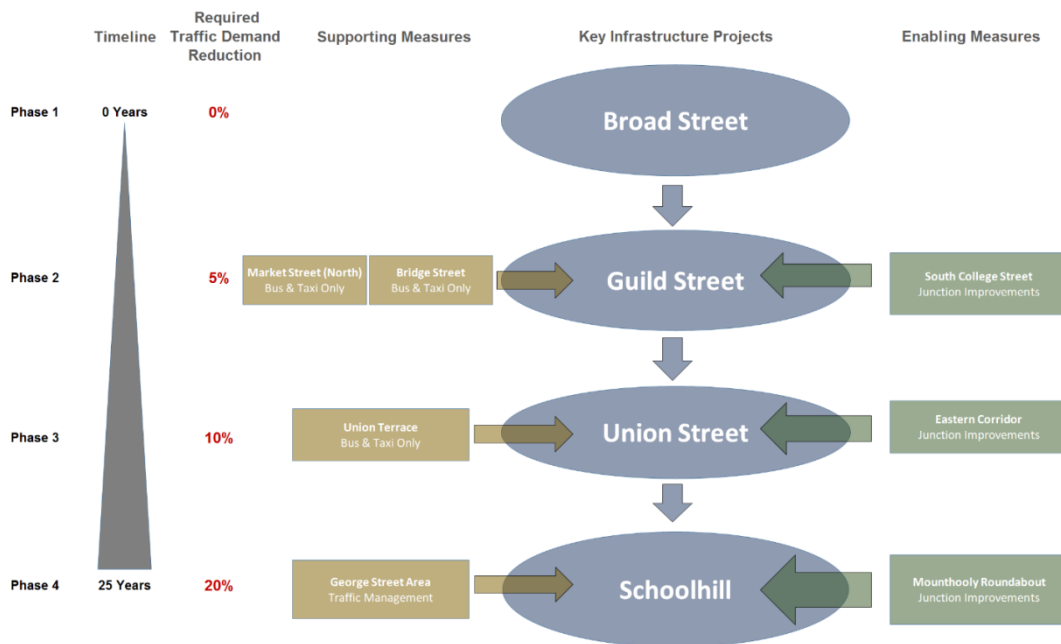 Timeline
Required
Traffic Demand
Reduction
Supporting Measures
Key Infrastructure Projects
Enabling Measures
Phase 1
0 Years
0%
Broad Street
Phase 2
5%
Market Street (North)
Bus & Taxi Only
Bridge Street
Bus & Taxi Only
Guild Street
South College Street
Junction Improvements
Phase 3
10%
Union Terrace
Bus & Taxi Only
Union Street
Eastern Corridor
Junction Improvements
Phase 4
25 Years
20%
George Street Area
Traffic Management
Schoolhill
Mounthooly Roundabout
Junction Improvements